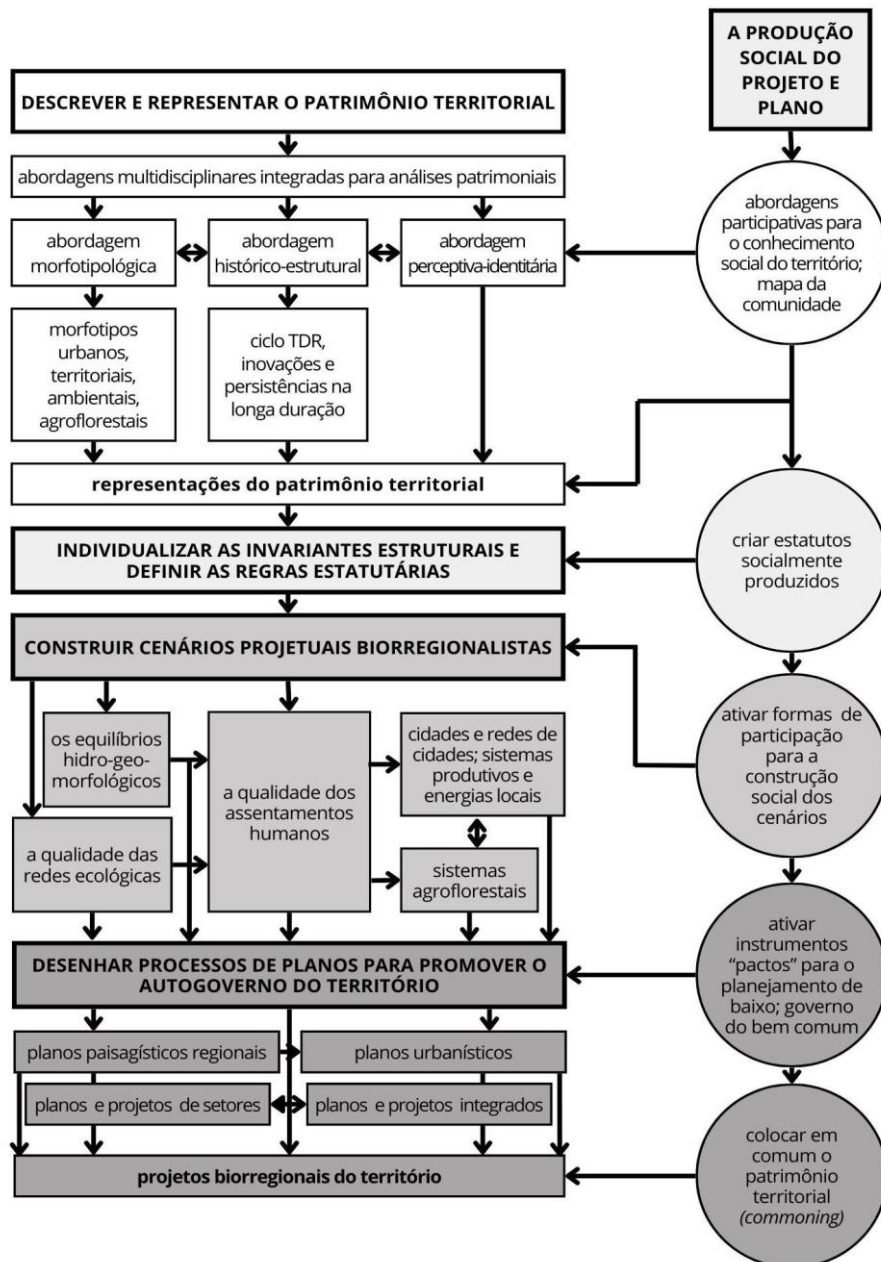 DESCREVER E REPRESENTAR O PATRIMÔNIO TERRITORIAL
abordagens multidisciplinares integradas para análises patrimoniais
abordagem
morfotipológica
abordagem
histórico-estrutural
abordagem
perceptiva-identitária
morfotipos
urbanos,
territoriais,
ambientais,
agroflorestais
ciclo TDR,
inovações e
persistências na
longa duração
representações do patrimônio territorial
INDIVIDUALIZAR AS INVARIANTES ESTRUTURAIS E
DEFINIR AS REGRAS ESTATUTÁRIAS
CONSTRUIR CENÁRIOS PROJETUAIS BIORREGIONALISTAS
os equilíbrios
hidro-geo-
morfológicos
a qualidade das
redes ecológicas
a qualidade dos
assentamentos
humanos
cidades e redes de
cidades; sistemas
produtivos e
energias locais
sistemas
agroflorestais
DESENHAR PROCESSOS DE PLANOS PARA PROMOVER O
AUTOGOVERNO DO TERRITÓRIO
planos paisagísticos regionais
planos urbanísticos
planos e projetos de setores
planos e projetos integrados
projetos biorregionais do território
A PRODUÇÃO
SOCIAL DO
PROJETO E
PLANO
abordagens
participativas para
o conhecimento
social do território;
mapa da
comunidade
criar estatutos
socialmente
produzidos
ativar formas de
participação
para a
construção
social dos
cenários
ativar
instrumentos
“pactos” para o
planejamento de
baixo; governo
do bem comum
colocar em
comum o
patrimônio
territorial
(commoning)